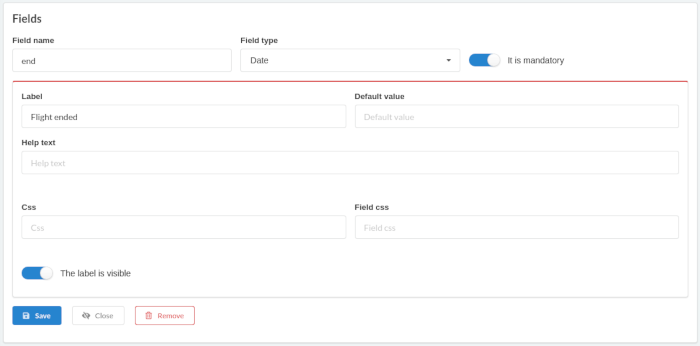 Fields
Field name Field type
end Date It is mandatory
Label Default value
Flight ended Default value
Help text
Help text
Css Field css
Css Field css
The label is visible
Save Close Remove